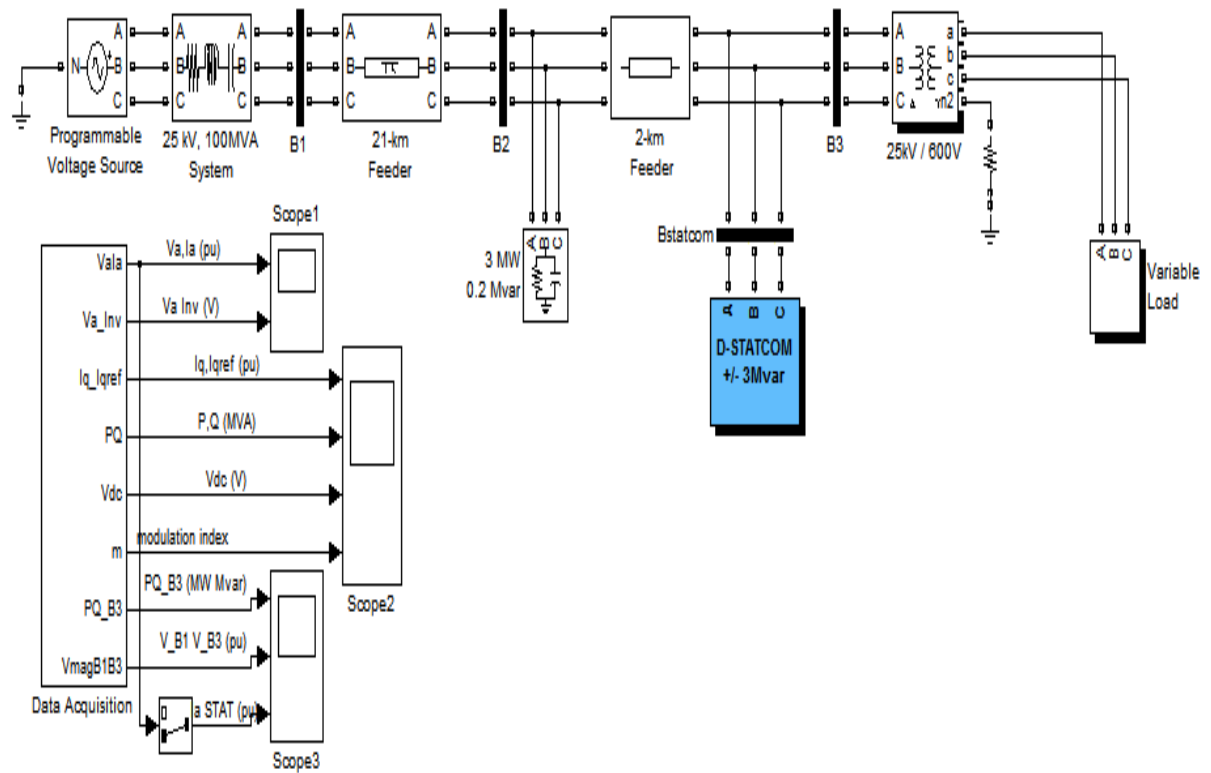 A A A A A A A a
N B B B B B B b
C C C C C c
n2
Programmable
Voltage Source
25 kV, 100MVA
System
B1
21-km
Feeder
B2
2-km
Feeder
B3
25kV / 600V
A B C
3 MW
0.2 Mvar
Bstatcom
A B C
D-STATCOM
+/- 3Mvar
A B C
Variable
Load
Scope1
VaIa
Va,Ia (pu)
Va_Inv
Va Inv (V)
Iq_Iqref
Iq,Iqref (pu)
PQ
P,Q (MVA)
Vdc
Vdc (V)
m
modulation index
Scope2
PQ_B3
PQ_B3 (MW Mvar)
VmagB1B3
V_B1 V_B3 (pu)
a STAT (pu)
Data Acquisition
Scope3